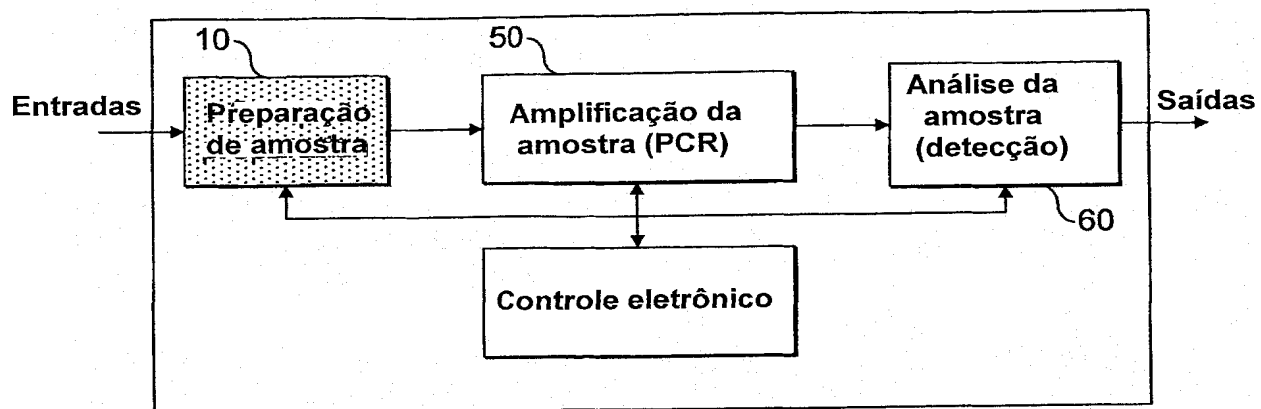 10
50
Entradas
Preparação
de amostra
Amplificação da
amostra (PCR)
Análise da
amostra
(detecção)
Saídas
60
Controle eletrônico